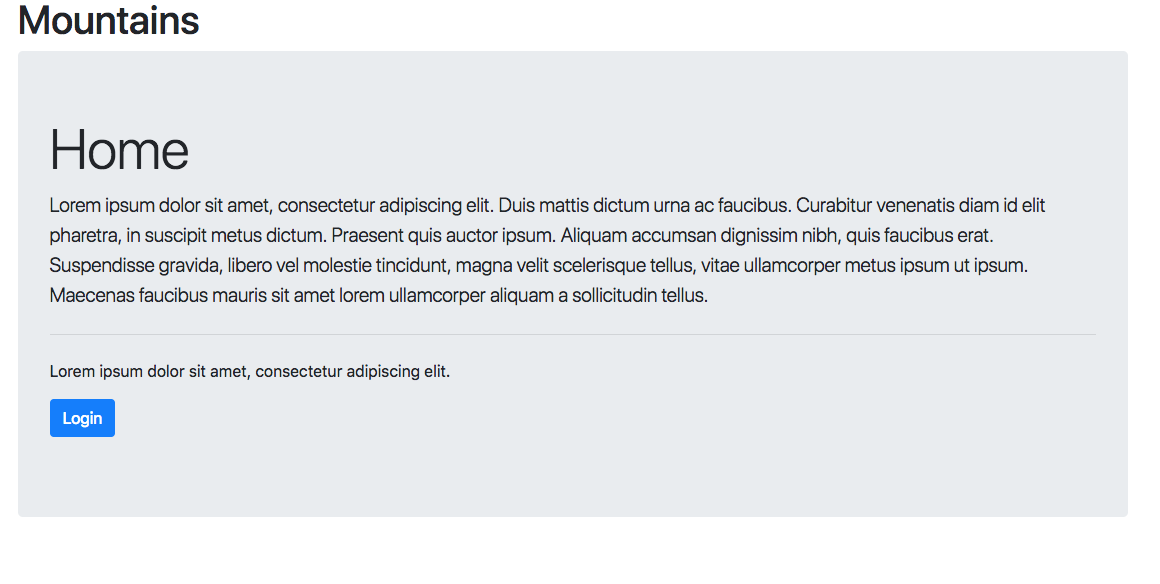 Mountains
Home
Lorem ipsum dolor sit amet, consectetur adipiscing elit. Duis mattis dictum urna ac faucibus. Curabitur venenatis diam id elit
pharetra, in suscipit metus dictum. Praesent quis auctor ipsum. Aliquam accumsan dignissim nibh, quis faucibus erat.
Suspendisse gravida, libero vel molestie tincidunt, magna velit scelerisque tellus, vitae ullamcorper metus ipsum ut ipsum.
Maecenas faucibus mauris sit amet lorem ullamcorper aliquam a sollicitudin tellus.
Lorem ipsum dolor sit amet, consectetur adipiscing elit.
Login